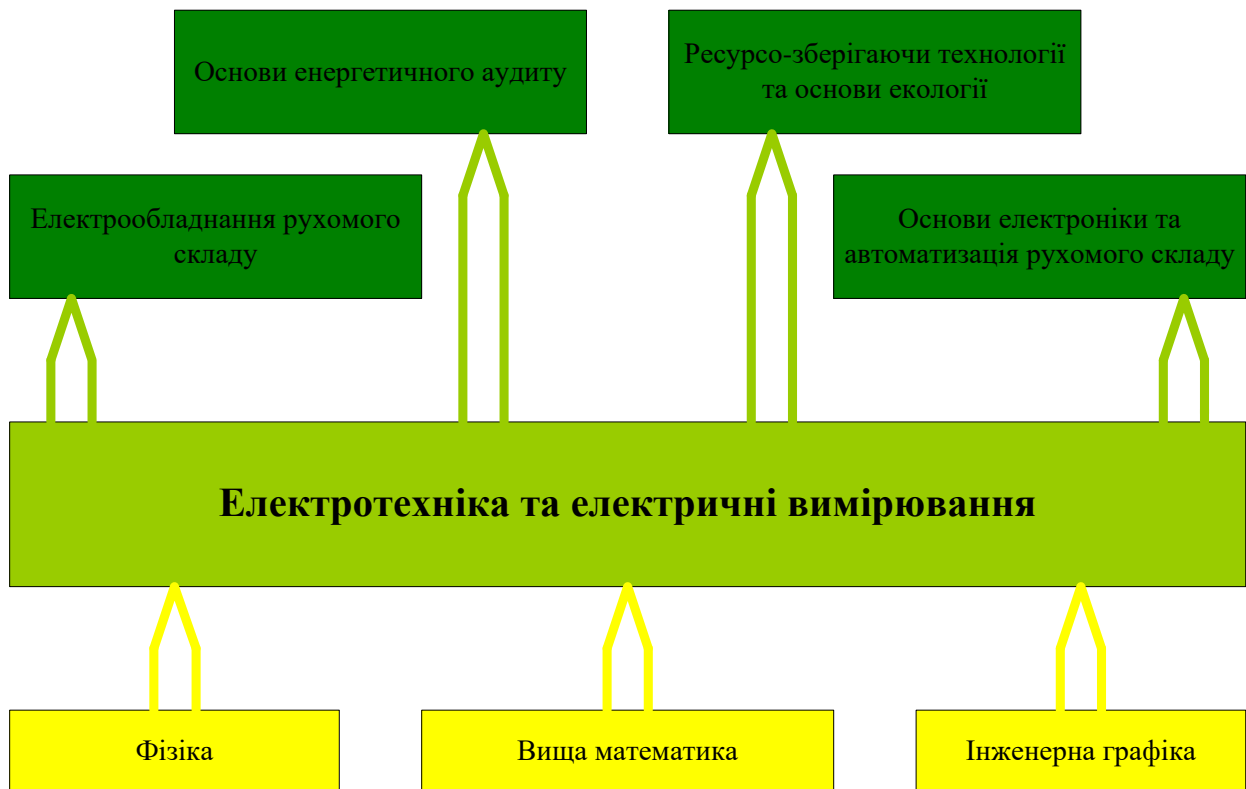 Основи енергетичного аудиту
Ресурсо-зберігаючи технології
та основи екології
Електрообладнання рухомого
складу
Основи електроніки та
автоматизація рухомого складу
Електротехніка та електричні вимірювання
Фізіка
Вища математика
Інженерна графіка